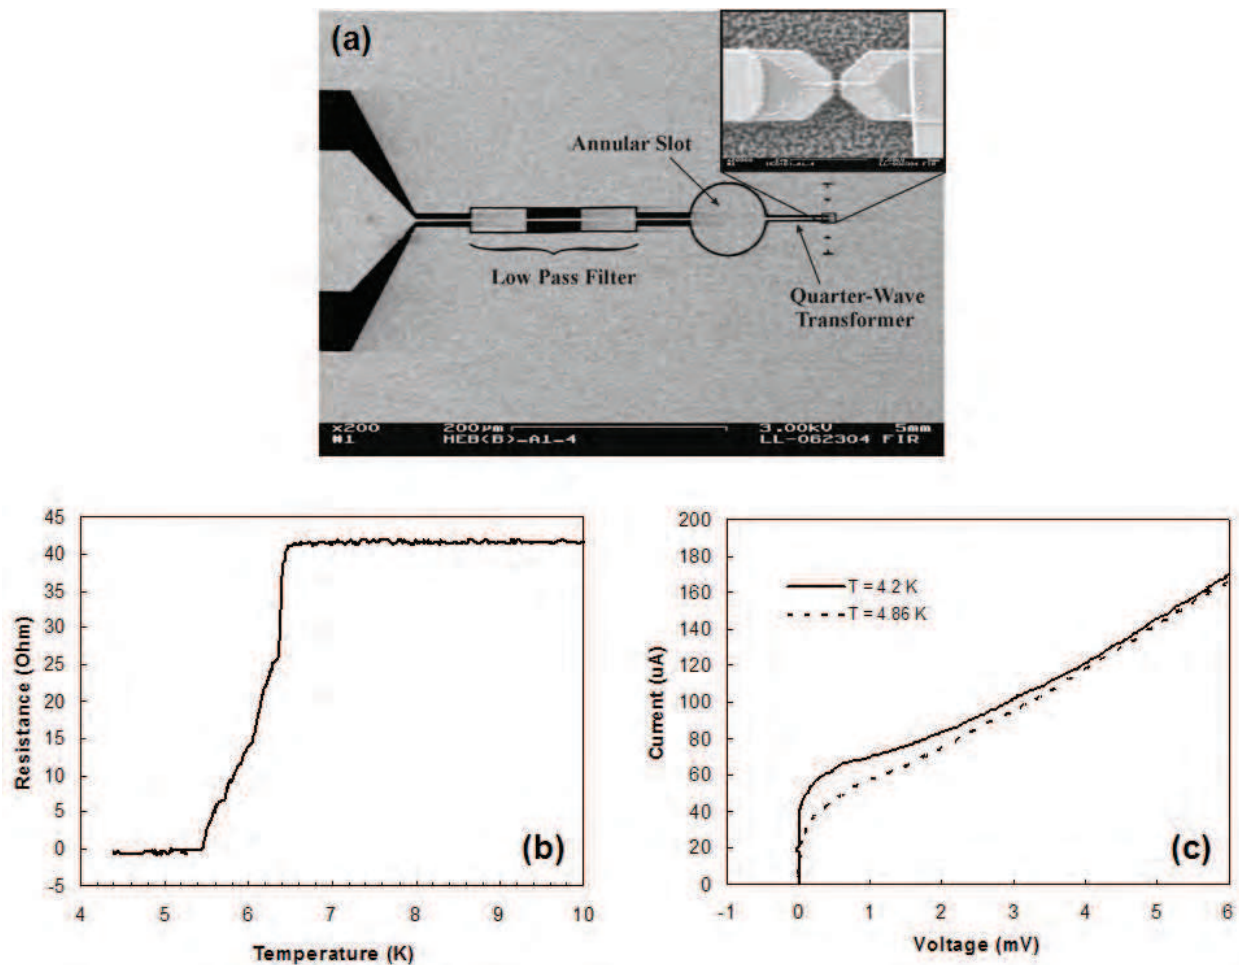 (a)
Annular Slot
Low Pass Filter
Quarter-Wave
Transformer
x200 200µm 3.00kV 5mm
#1 HEB(B)-A1-4 LL-062304 FIR
45
40
35
30
25
20
15
10
5
0
-5
4 5 6 7 8 9 10
Resistance (Ohm)
Temperature (K)
(b)
200
180
160
140
120
100
80
60
40
20
0
-1 0 1 2 3 4 5 6
Current (uA)
Voltage (mV)
T = 4.2 K
T = 4.86 K
(c)